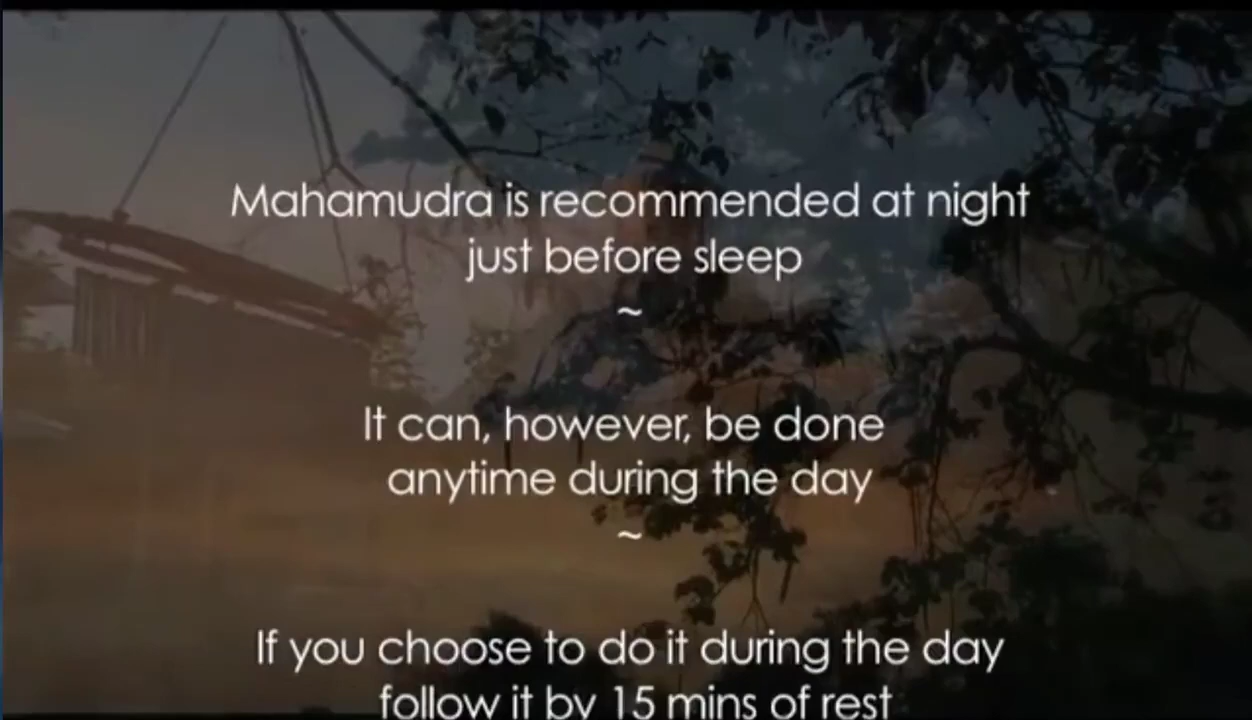 Mahamudra is recommended at night
just before sleep
~
It can, however, be done
anytime during the day
~
If you choose to do it during the day
follow it by 15 mins of rest